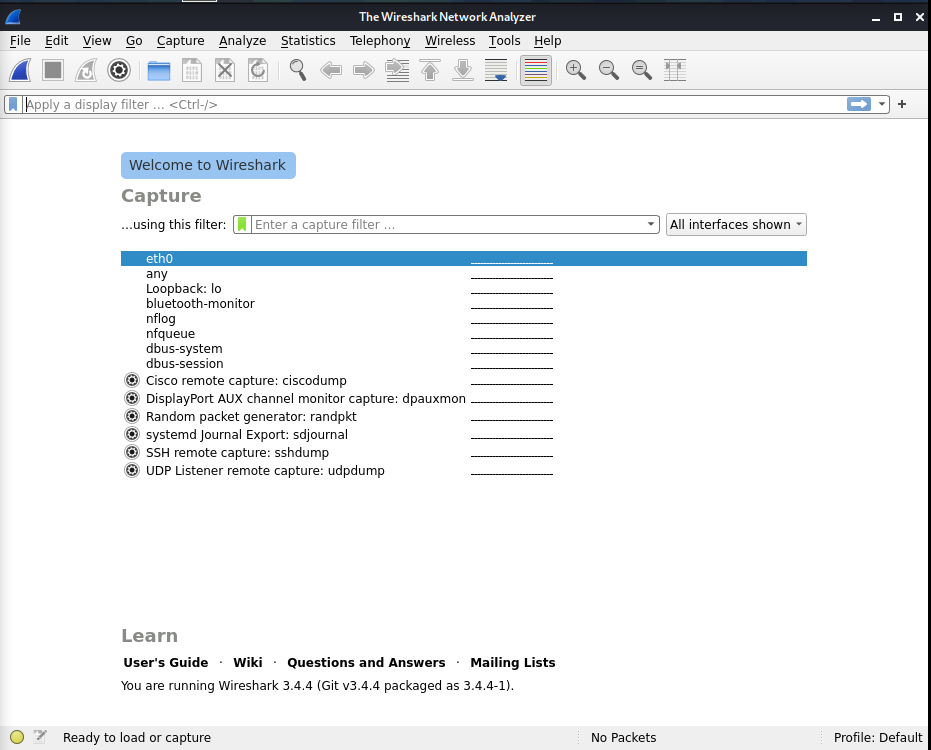 The Wireshark Network Analyzer
File Edit View Go Capture Analyze Statistics Telephony Wireless Tools Help
Apply a display filter ... <Ctrl-/>
Welcome to Wireshark
Capture
...using this filter: Enter a capture filter ... All interfaces shown
eth0
any
Loopback: lo
bluetooth-monitor
nflog
nfqueue
dbus-system
dbus-session
Cisco remote capture: ciscodump
DisplayPort AUX channel monitor capture: dpauxmon
Random packet generator: randpkt
systemd Journal Export: sdjournal
SSH remote capture: sshdump
UDP Listener remote capture: udpdump
Learn
User's Guide · Wiki · Questions and Answers · Mailing Lists
You are running Wireshark 3.4.4 (Git v3.4.4 packaged as 3.4.4-1).
Ready to load or capture No Packets Profile: Default